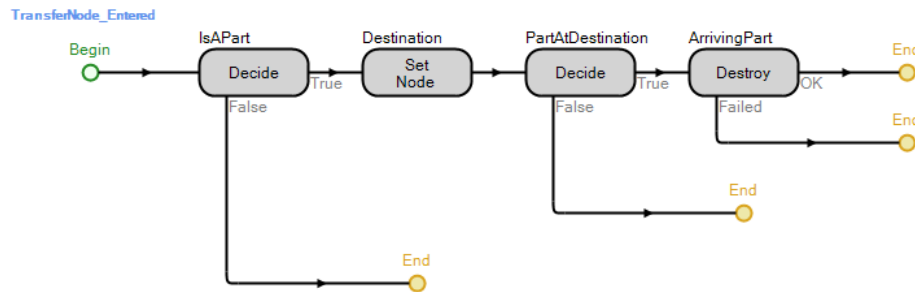 TransferNode_Entered
Begin
IsAPart
Decide
True
False
Destination
Set
Node
PartAtDestination
Decide
True
False
ArrivingPart
Destroy
OK
Failed
End
End
End
End